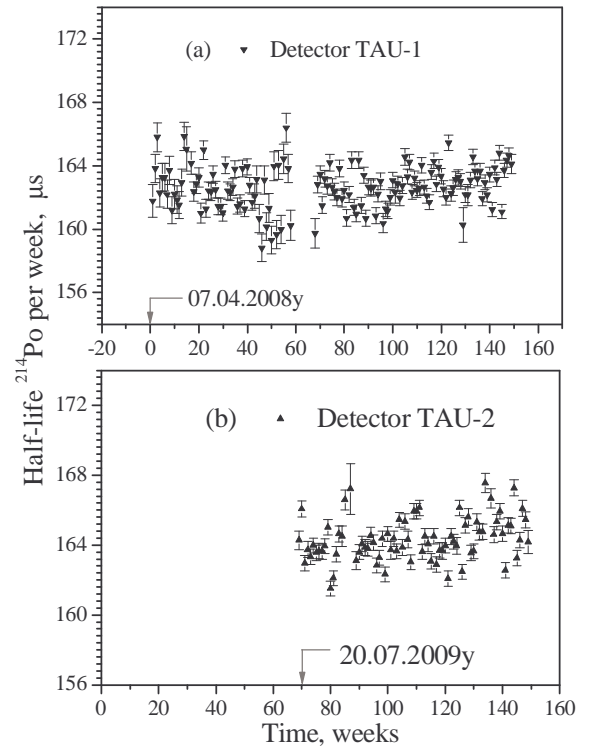 172
(a) ▼ Detector TAU-1
168
164
160
156
07.04.2008y
-20 0 20 40 60 80 100 120 140 160
Half-life ²¹⁴Po per week, μs
172
(b) ▲ Detector TAU-2
168
164
160
20.07.2009y
156
0 20 40 60 80 100 120 140 160
Time, weeks